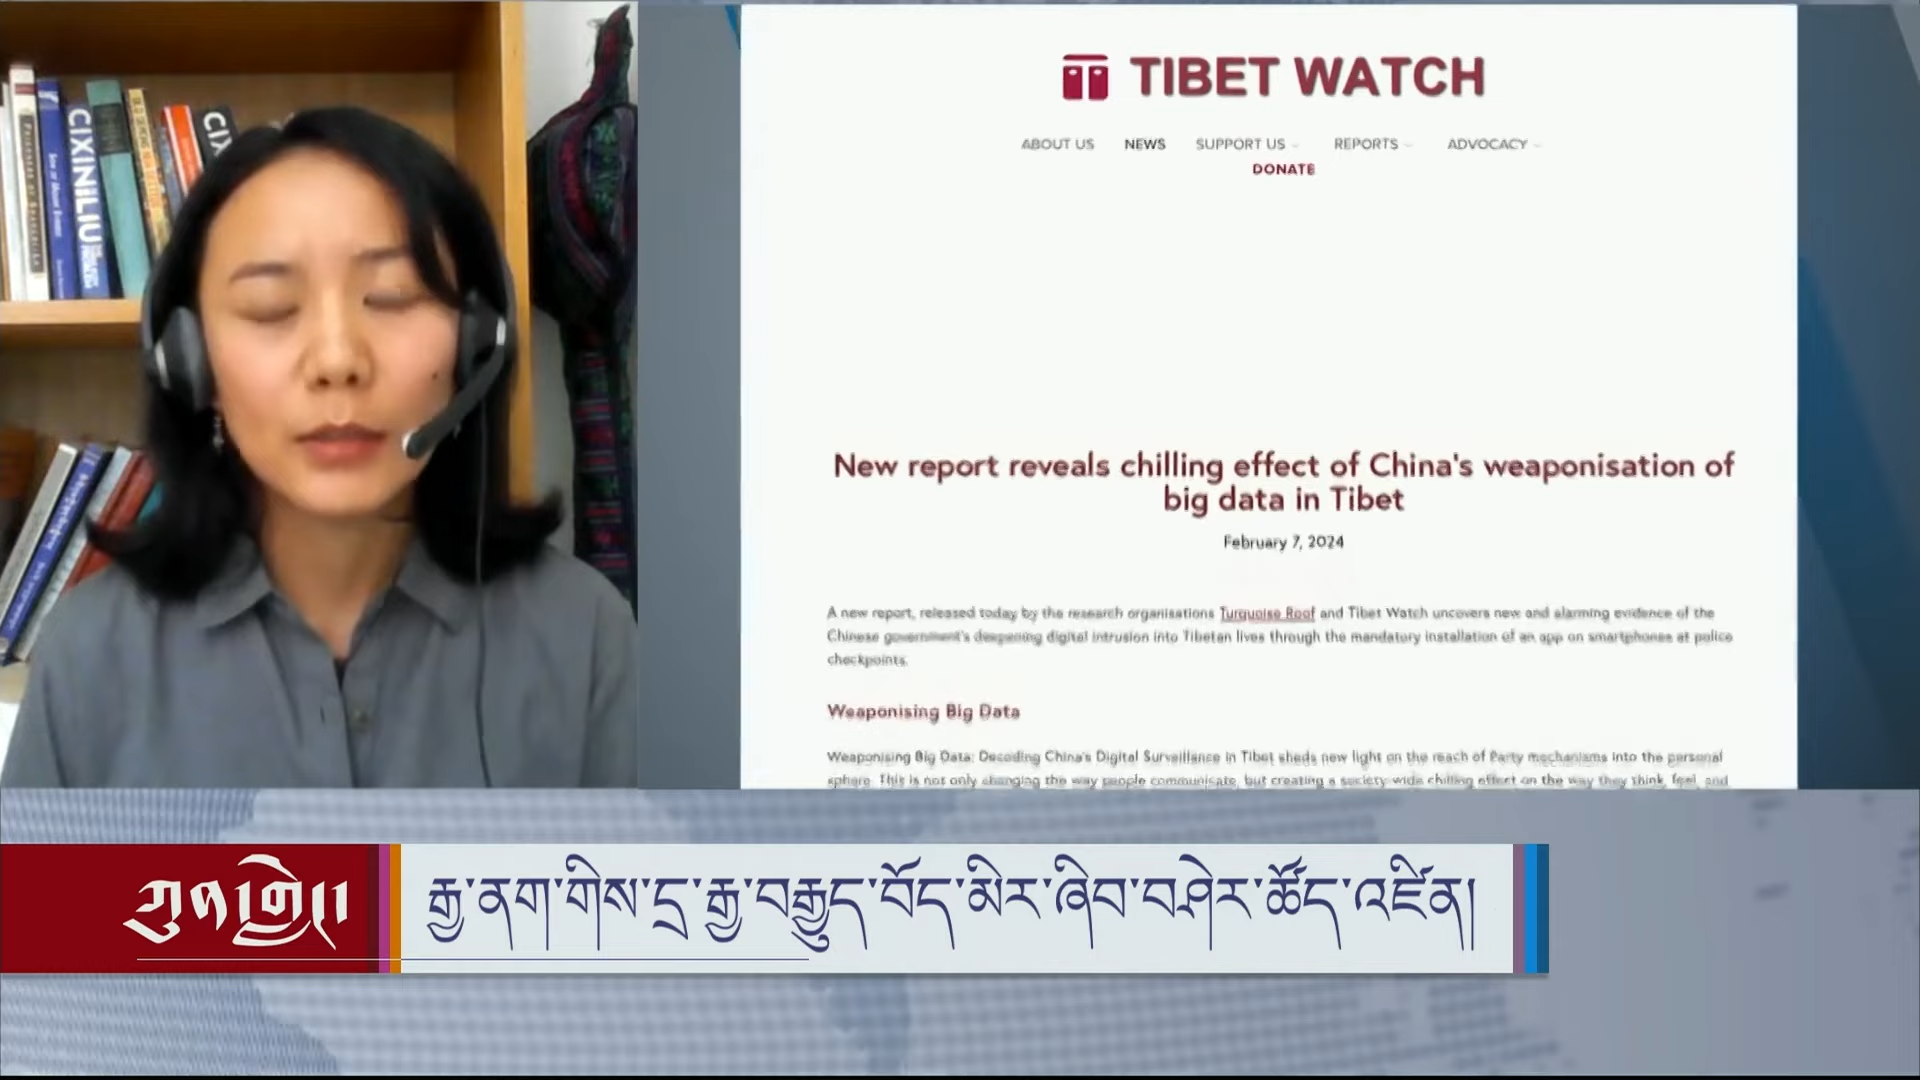 CIXIN LIU
CIX
TIBET WATCH
ABOUT US NEWS SUPPORT US REPORTS ADVOCACY
DONATE
New report reveals chilling effect of China's weaponisation of
big data in Tibet
February 7, 2024
A new report, released today by the research organisations Turquoise Roof and Tibet Watch uncovers new and alarming evidence of the
Chinese government's deepening digital intrusion into Tibetan lives through the mandatory installation of an app on smartphones at police
checkpoints.
Weaponising Big Data
Weaponising Big Data: Decoding China's Digital Surveillance in Tibet sheds new light on the reach of Party mechanisms into the personal
sphere. This is not only changing the way people communicate, but creating a society-wide chilling effect on the way they think, feel, and
ཀུན་གླེང།
རྒྱ་ནག་གིས་དྲ་རྒྱ་བརྒྱུད་བོད་མིར་ཞིབ་བཤེར་ཚོད་འཛིན།